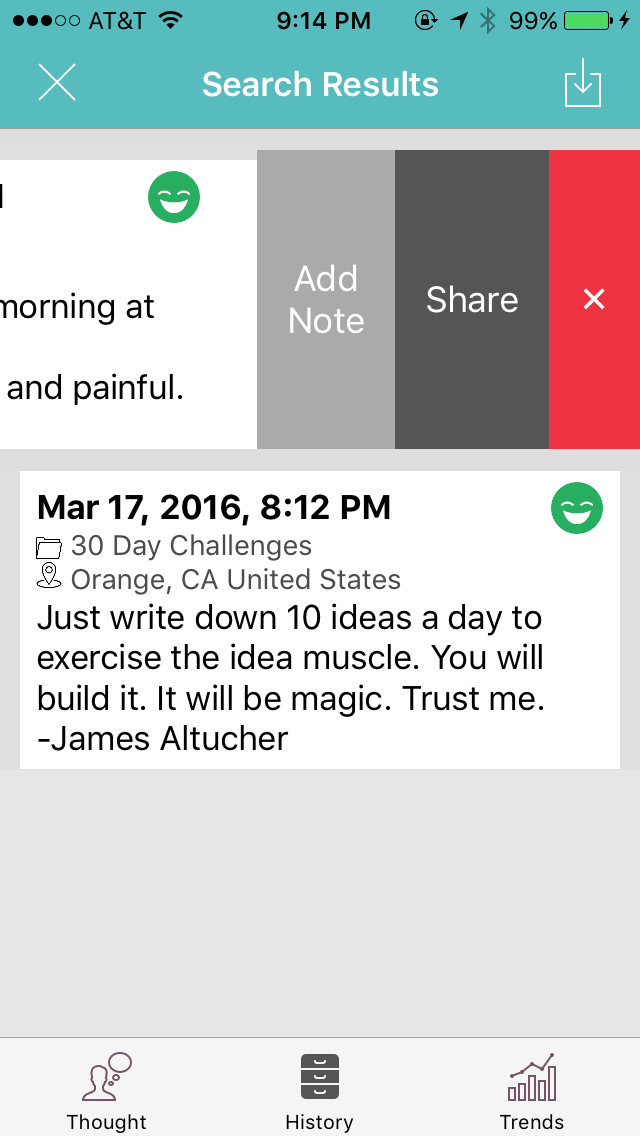 AT&T 9:14 PM 99%
Search Results
morning at
and painful.
Add
Note
Share
Mar 17, 2016, 8:12 PM
30 Day Challenges
Orange, CA United States
Just write down 10 ideas a day to
exercise the idea muscle. You will
build it. It will be magic. Trust me.
-James Altucher
Thought History Trends